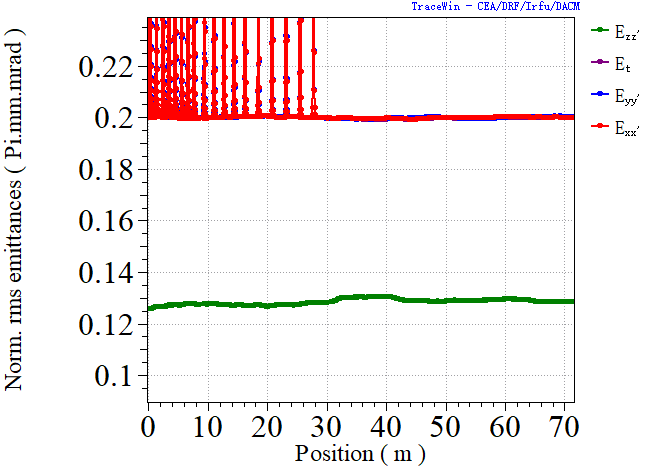 TraceWin - CEA/DRF/Irfu/DACM
Norm. rms emittances ( Pi.mm.mrad )
0.22
0.2
0.18
0.16
0.14
0.12
0.1
0 10 20 30 40 50 60 70
Position ( m )
Ezz'
Et
Eyy'
Exx'